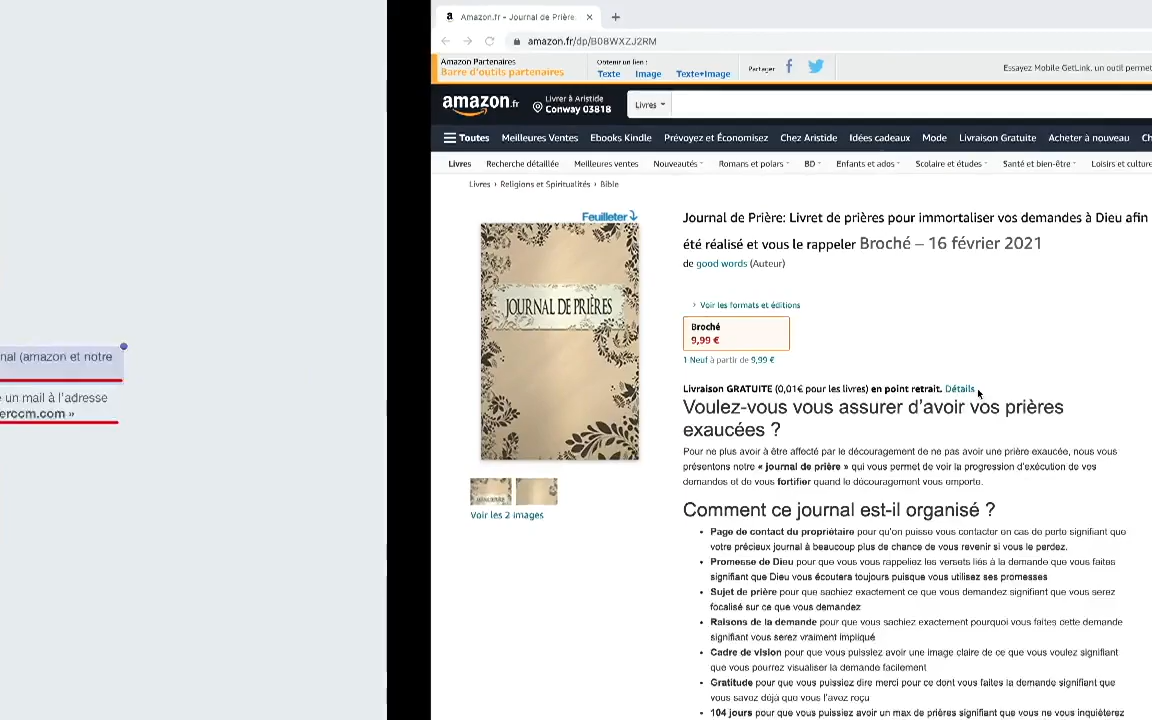 nal (amazon et notre
e un mail à l'adresse
erccm.com »
Amazon.fr - Journal de Prière
amazon.fr/dp/B08WXZJ2RM
Amazon Partenaires
Barre d'outils partenaires
Obtenir un lien :
Texte Image Texte+Image
Partager
Essayez Mobile GetLink, un outil permet
amazon.fr
Livrer à Aristide
Conway 03818
Livres
Toutes Meilleures Ventes Ebooks Kindle Prévoyez et Économisez Chez Aristide Idées cadeaux Mode Livraison Gratuite Acheter à nouveau Ch
Livres Recherche détaillée Meilleures ventes Nouveautés Romans et polars BD Enfants et ados Scolaire et études Santé et bien-être Loisirs et culture
Livres › Religions et Spiritualités › Bible
Feuilleter
JOURNAL DE PRIÈRES
Voir les 2 images
Journal de Prière: Livret de prières pour immortaliser vos demandes à Dieu afin
été réalisé et vous le rappeler Broché – 16 février 2021
de good words (Auteur)
› Voir les formats et éditions
Broché
9,99 €
1 Neuf à partir de 9,99 €
Livraison GRATUITE (0,01€ pour les livres) en point retrait. Détails
Voulez-vous vous assurer d'avoir vos prières
exaucées ?
Pour ne plus avoir à être affecté par le découragement de ne pas avoir une prière exaucée, nous vous
présentons notre « journal de prière » qui vous permet de voir la progression d'exécution de vos
demandes et de vous fortifier quand le découragement vous emporte.
Comment ce journal est-il organisé ?
• Page de contact du propriétaire pour qu'on puisse vous contacter en cas de perte signifiant que
votre précieux journal à beaucoup plus de chance de vous revenir si vous le perdez.
• Promesse de Dieu pour que vous vous rappeliez les versets liés à la demande que vous faites
signifiant que Dieu vous écoutera toujours puisque vous utilisez ses promesses
• Sujet de prière pour que sachiez exactement ce que vous demandez signifiant que vous serez
focalisé sur ce que vous demandez
• Raisons de la demande pour que vous sachiez exactement pourquoi vous faites cette demande
signifiant vous serez vraiment impliqué
• Cadre de vision pour que vous puissiez avoir une image claire de ce que vous voulez signifiant
que vous pourrez visualiser la demande facilement
• Gratitude pour que vous puissiez dire merci pour ce dont vous faites la demande signifiant que
vous savez déjà que vous l'avez reçu
• 104 jours pour que vous puissiez avoir un max de prières signifiant que vous ne vous inquièterez